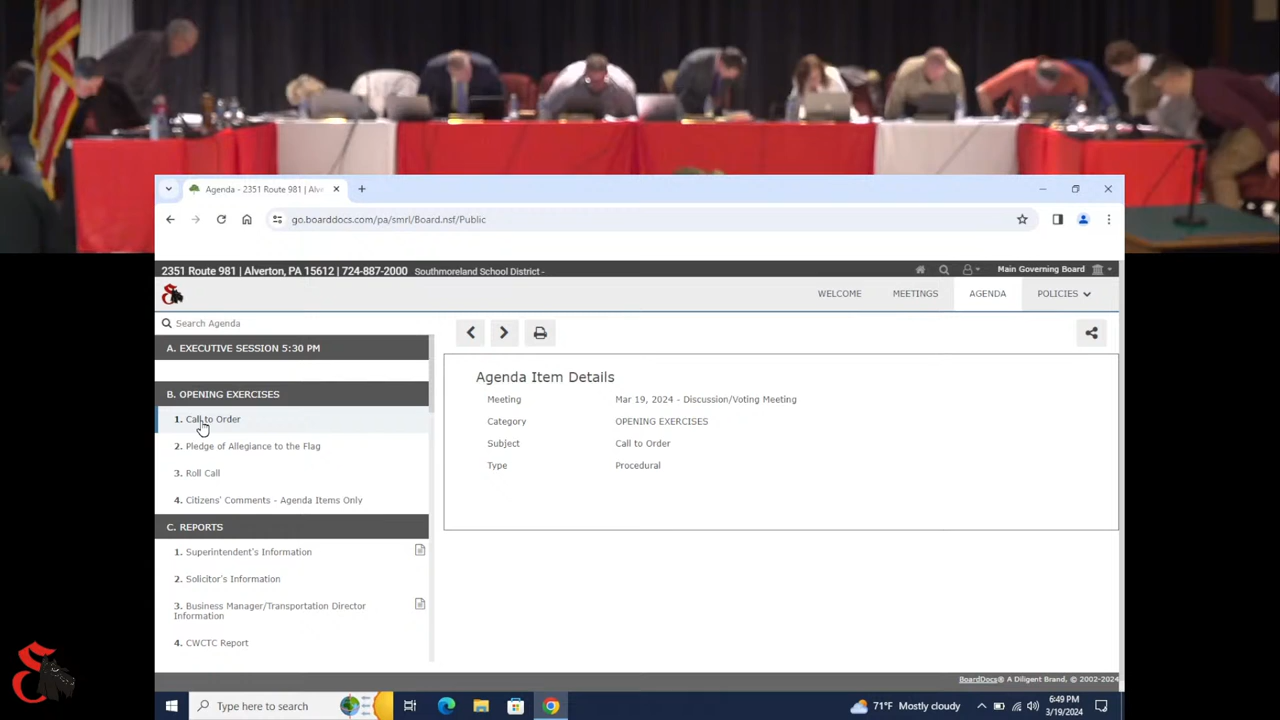 Agenda - 2351 Route 981 | Alv
go.boarddocs.com/pa/smrl/Board.nsf/Public
2351 Route 981 | Alverton, PA 15612 | 724-887-2000 Southmoreland School District -
Main Governing Board
WELCOME MEETINGS AGENDA POLICIES
Search Agenda
A. EXECUTIVE SESSION 5:30 PM
B. OPENING EXERCISES
1. Call to Order
2. Pledge of Allegiance to the Flag
3. Roll Call
4. Citizens' Comments - Agenda Items Only
C. REPORTS
1. Superintendent's Information
2. Solicitor's Information
3. Business Manager/Transportation Director
Information
4. CWCTC Report
Agenda Item Details
Meeting Mar 19, 2024 - Discussion/Voting Meeting
Category OPENING EXERCISES
Subject Call to Order
Type Procedural
BoardDocs® A Diligent Brand, © 2002-2024
Type here to search
71°F Mostly cloudy
6:49 PM
3/19/2024